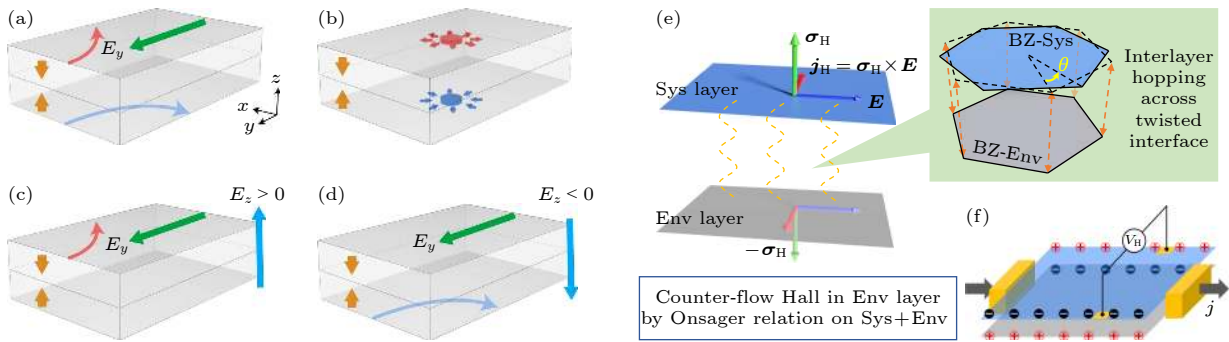 (a)
E_y
z
x
y
(b)
(c)
E_z > 0
E_y
(d)
E_z < 0
E_y
(e)
σ_H
j_H = σ_H × E
Sys layer
E
Env layer
−σ_H
Counter-flow Hall in Env layer
by Onsager relation on Sys+Env
BZ-Sys
θ
BZ-Env
Interlayer
hopping
across
twisted
interface
(f)
V_H
j